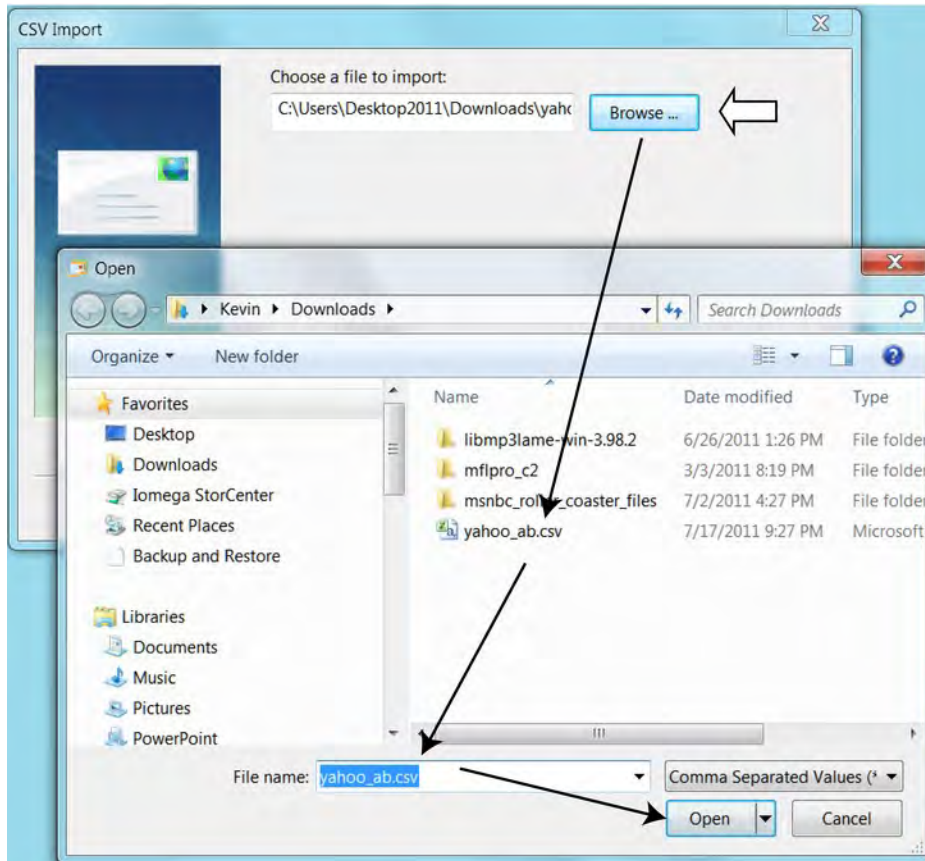 CSV Import
Choose a file to import:
C:\Users\Desktop2011\Downloads\yaho
Browse ...
Open
Kevin Downloads
Search Downloads
Organize New folder
Favorites
Desktop
Downloads
Iomega StorCenter
Recent Places
Backup and Restore
Libraries
Documents
Music
Pictures
PowerPoint
Name Date modified Type
libmp3lame-win-3.98.2 6/26/2011 1:26 PM File folder
mflpro_c2 3/3/2011 8:19 PM File folder
msnbc_roller_coaster_files 7/2/2011 4:27 PM File folder
yahoo_ab.csv 7/17/2011 9:27 PM Microsoft
File name: yahoo_ab.csv Comma Separated Values (*
Open Cancel